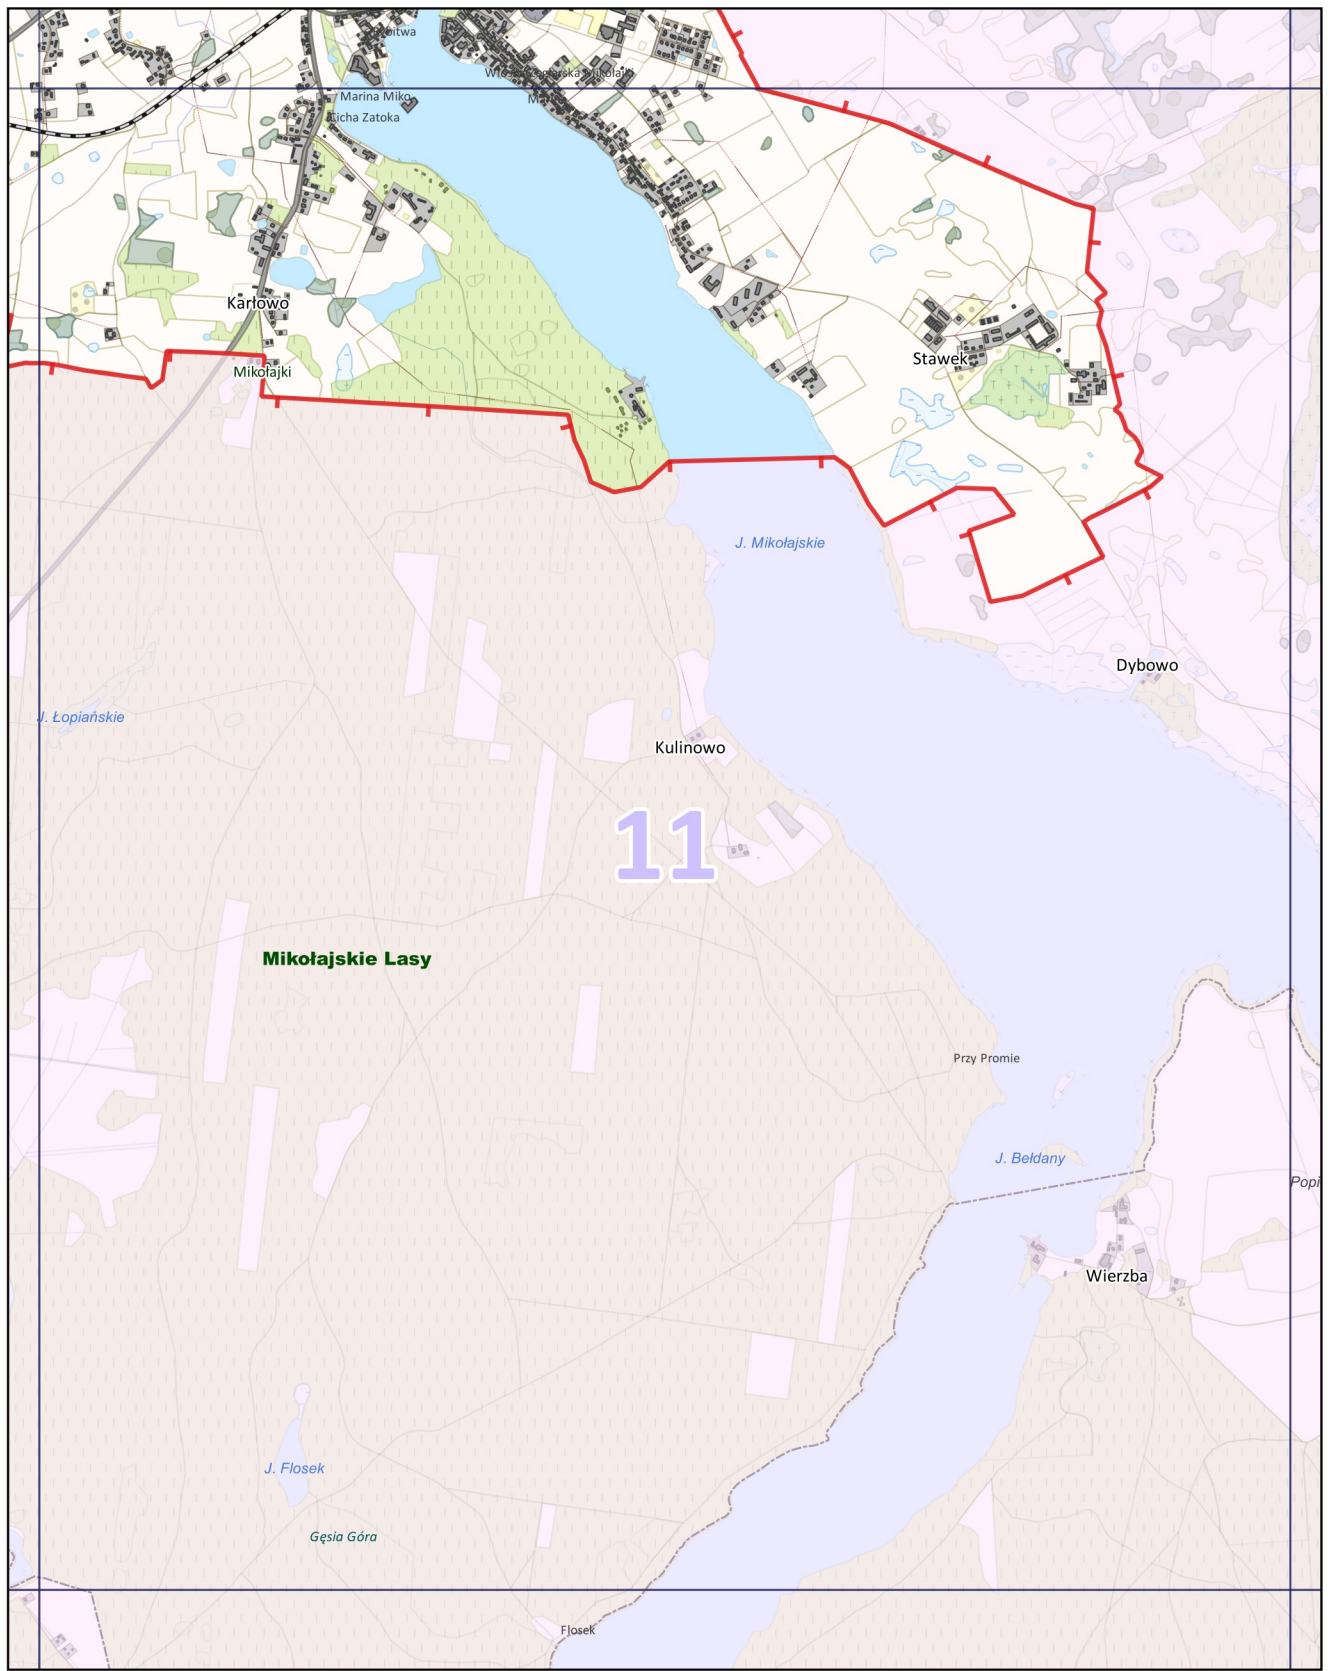 Marina Miko
Cicha Zatoka
Karłowo
Mikołajki
Stawek
J. Mikołajskie
Dybowo
J. Łopiańskie
Kulinowo
11
Mikołajskie Lasy
Przy Promie
J. Bełdany
Popi
Wierzba
J. Flosek
Gęsia Góra
Flosek